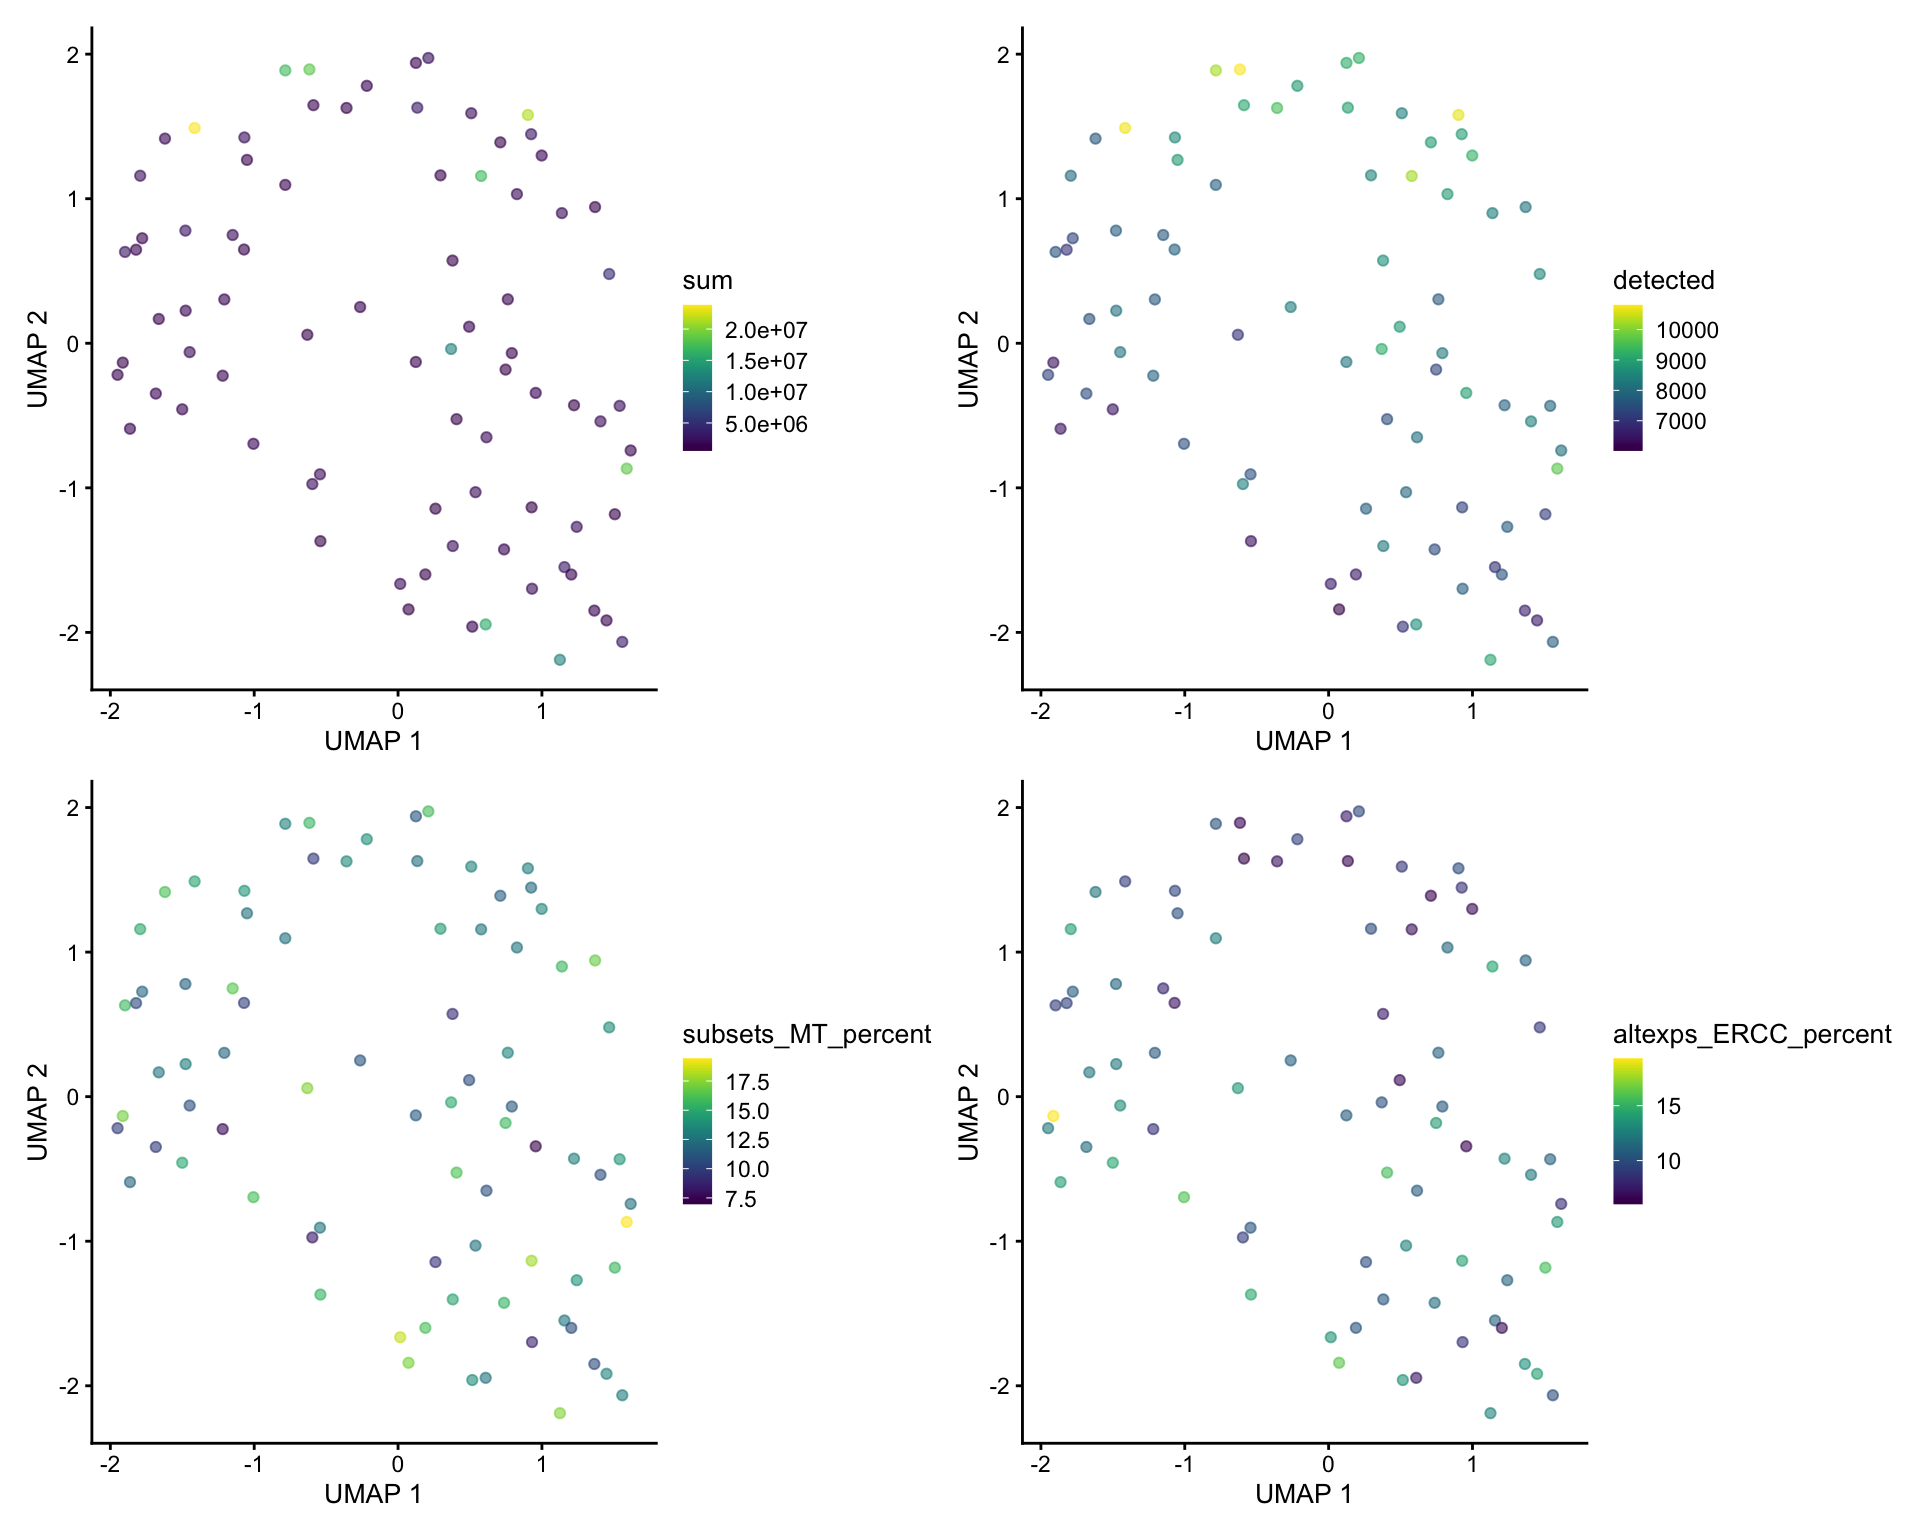 2
1
0
-1
-2
UMAP 2
-2 -1 0 1
UMAP 1
sum
2.0e+07
1.5e+07
1.0e+07
5.0e+06
2
1
0
-1
-2
UMAP 2
-2 -1 0 1
UMAP 1
detected
10000
9000
8000
7000
2
1
0
-1
-2
UMAP 2
-2 -1 0 1
UMAP 1
subsets_MT_percent
17.5
15.0
12.5
10.0
7.5
2
1
0
-1
-2
UMAP 2
-2 -1 0 1
UMAP 1
altexps_ERCC_percent
15
10